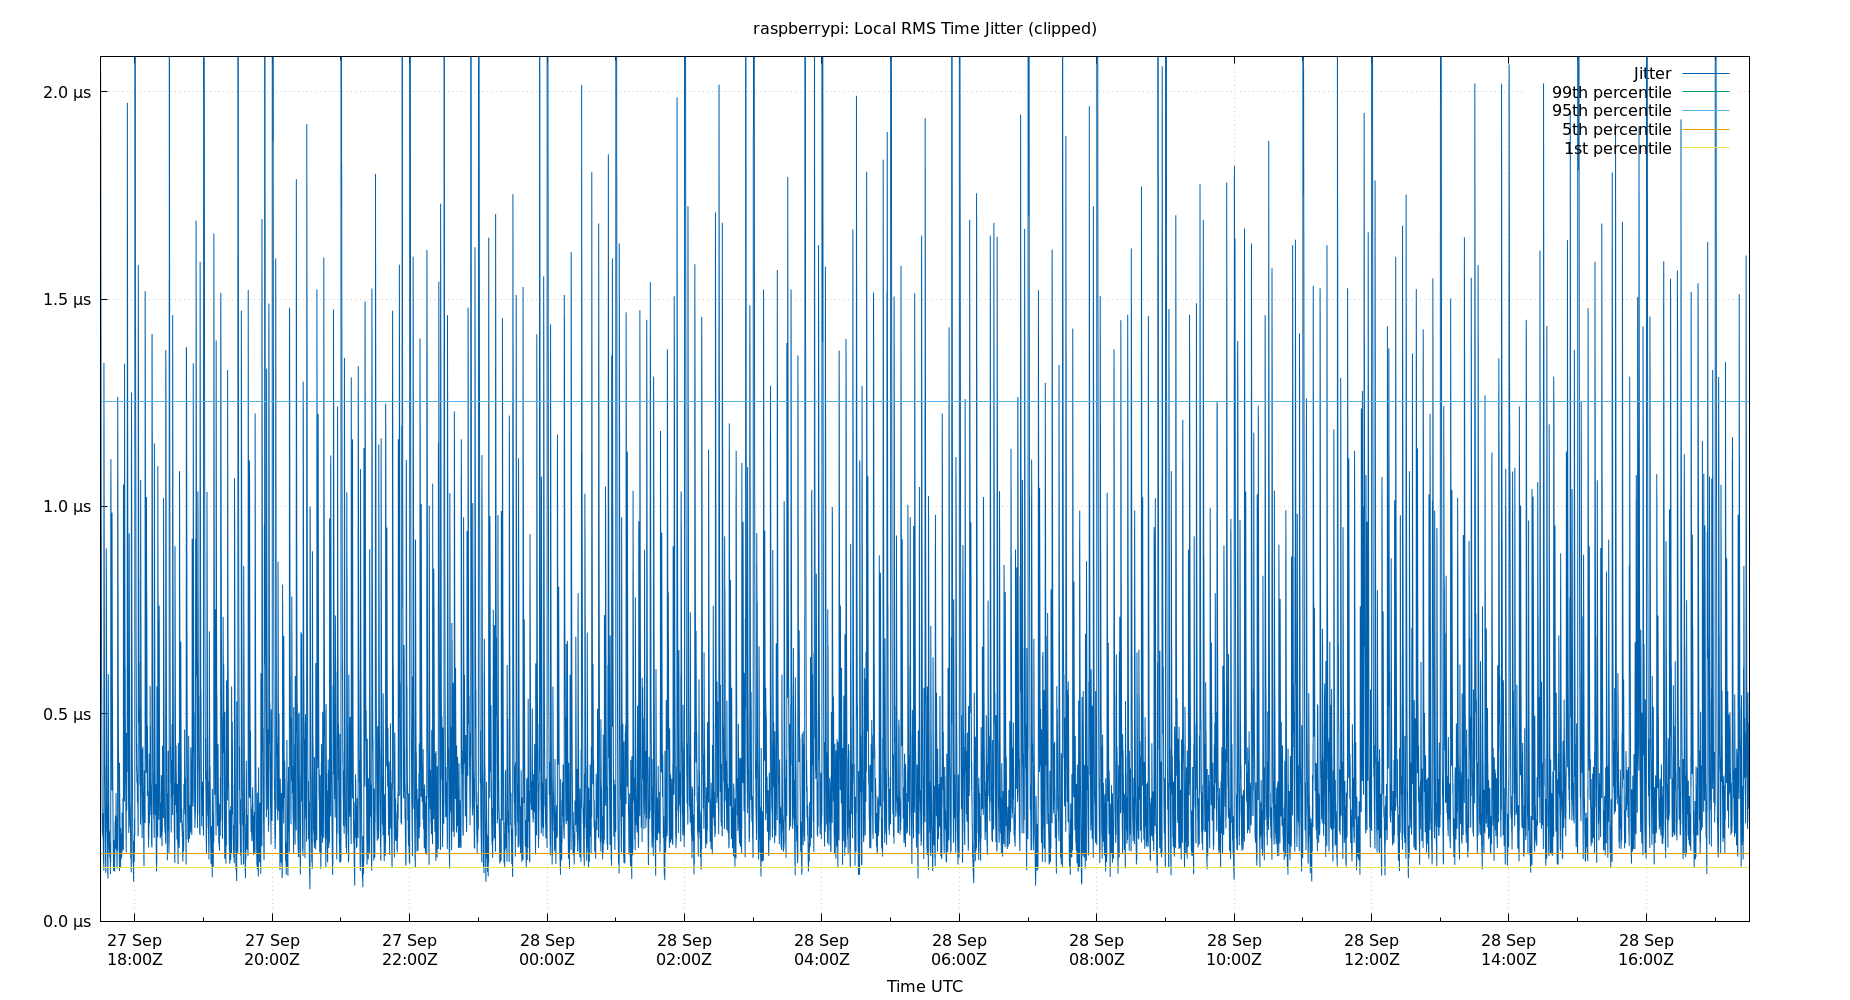 raspberrypi: Local RMS Time Jitter (clipped)
Jitter
99th percentile
95th percentile
5th percentile
1st percentile
2.0 µs
1.5 µs
1.0 µs
0.5 µs
0.0 µs
27 Sep 27 Sep 27 Sep 28 Sep 28 Sep 28 Sep 28 Sep 28 Sep 28 Sep 28 Sep 28 Sep 28 Sep
18:00Z 20:00Z 22:00Z 00:00Z 02:00Z 04:00Z 06:00Z 08:00Z 10:00Z 12:00Z 14:00Z 16:00Z
Time UTC